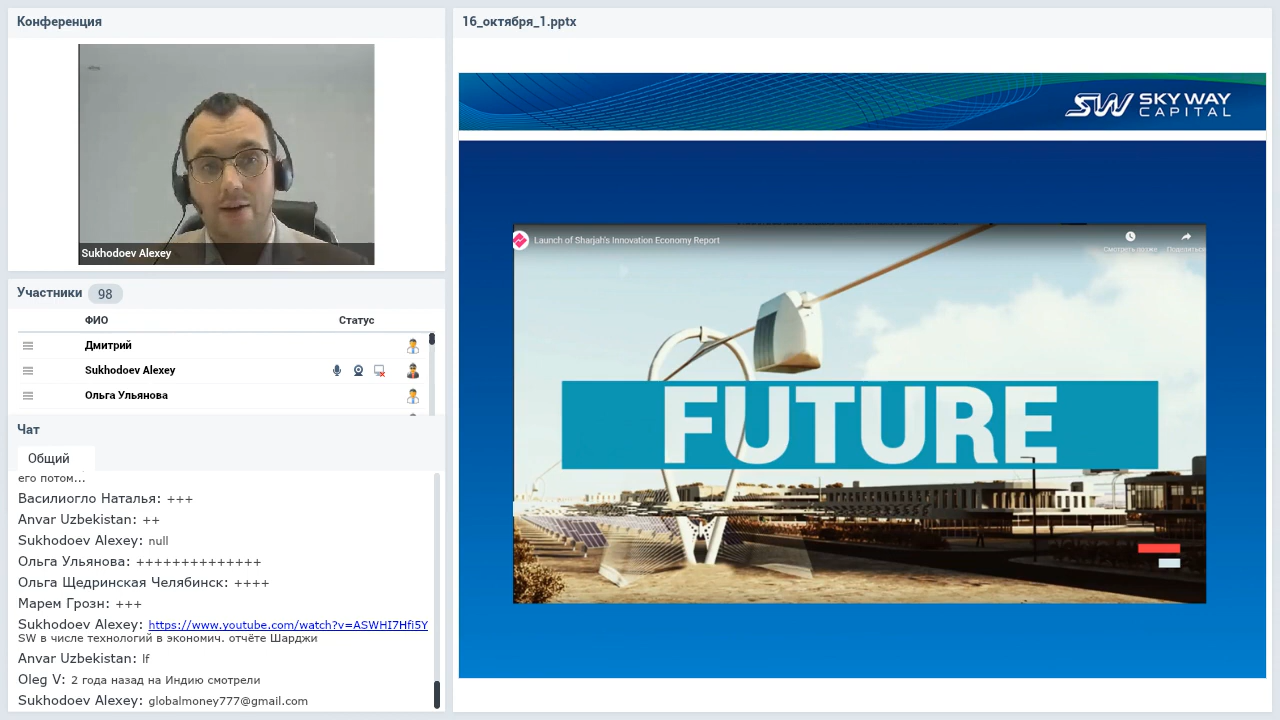 Конференция
Sukhodoev Alexey
Участники 98
ФИО Статус
Дмитрий
Sukhodoev Alexey
Ольга Ульянова
Чат
Общий
его потом...
Василиогло Наталья: +++
Anvar Uzbekistan: ++
Sukhodoev Alexey: null
Ольга Ульянова: ++++++++++++++
Ольга Щедринская Челябинск: ++++
Марем Грозн: +++
Sukhodoev Alexey: https://www.youtube.com/watch?v=ASWHI7Hfi5Y
SW в числе технологий в экономич. отчёте Шарджи
Anvar Uzbekistan: lf
Oleg V: 2 года назад на Индию смотрели
Sukhodoev Alexey: globalmoney777@gmail.com
16_октября_1.pptx
SW SKY WAY
CAPITAL
Launch of Sharjah's Innovation Economy Report
Смотреть позже Поделиться
FUTURE